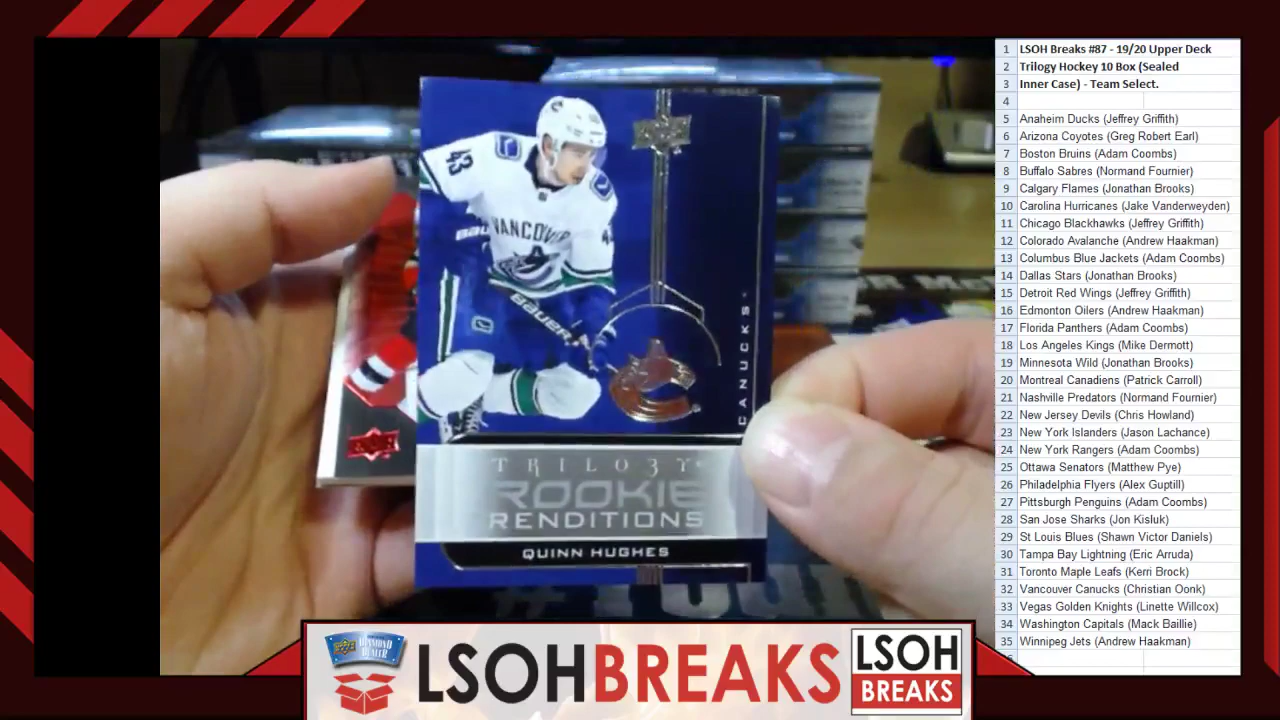 43
VANCOUVER
BAUER
CANUCKS
TRILOGY
ROOKIE
RENDITIONS
QUINN HUGHES
1 LSOH Breaks #87 - 19/20 Upper Deck
2 Trilogy Hockey 10 Box (Sealed
3 Inner Case) - Team Select.
4
5 Anaheim Ducks (Jeffrey Griffith)
6 Arizona Coyotes (Greg Robert Earl)
7 Boston Bruins (Adam Coombs)
8 Buffalo Sabres (Normand Fournier)
9 Calgary Flames (Jonathan Brooks)
10 Carolina Hurricanes (Jake Vanderweyden)
11 Chicago Blackhawks (Jeffrey Griffith)
12 Colorado Avalanche (Andrew Haakman)
13 Columbus Blue Jackets (Adam Coombs)
14 Dallas Stars (Jonathan Brooks)
15 Detroit Red Wings (Jeffrey Griffith)
16 Edmonton Oilers (Andrew Haakman)
17 Florida Panthers (Adam Coombs)
18 Los Angeles Kings (Mike Dermott)
19 Minnesota Wild (Jonathan Brooks)
20 Montreal Canadiens (Patrick Carroll)
21 Nashville Predators (Normand Fournier)
22 New Jersey Devils (Chris Howland)
23 New York Islanders (Jason Lachance)
24 New York Rangers (Adam Coombs)
25 Ottawa Senators (Matthew Pye)
26 Philadelphia Flyers (Alex Guptill)
27 Pittsburgh Penguins (Adam Coombs)
28 San Jose Sharks (Jon Kisluk)
29 St Louis Blues (Shawn Victor Daniels)
30 Tampa Bay Lightning (Eric Arruda)
31 Toronto Maple Leafs (Kerri Brock)
32 Vancouver Canucks (Christian Oonk)
33 Vegas Golden Knights (Linette Willcox)
34 Washington Capitals (Mack Baillie)
35 Winnipeg Jets (Andrew Haakman)
DIAMOND
DEALER
LSOHBREAKS
LSOH
BREAKS